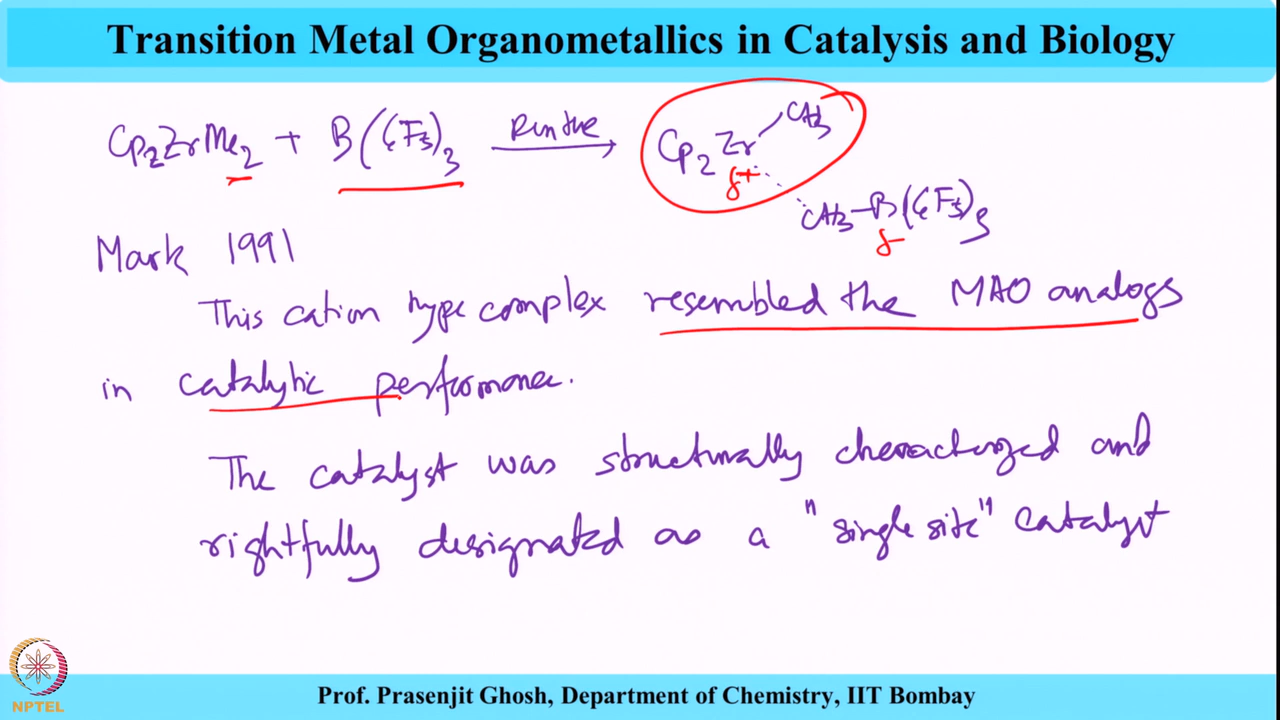 Transition Metal Organometallics in Catalysis and Biology
Cp2ZrMe2 + B(C6F5)3 Pentane → Cp2Zr CH3
δ+
CH3-B(C6F5)3
δ-
Mark 1991
This cation type complex resembled the MAO analogs
in catalytic performance.
The catalyst was structurally characterized and
rightfully designated as a "single site" catalyst
NPTEL
Prof. Prasenjit Ghosh, Department of Chemistry, IIT Bombay